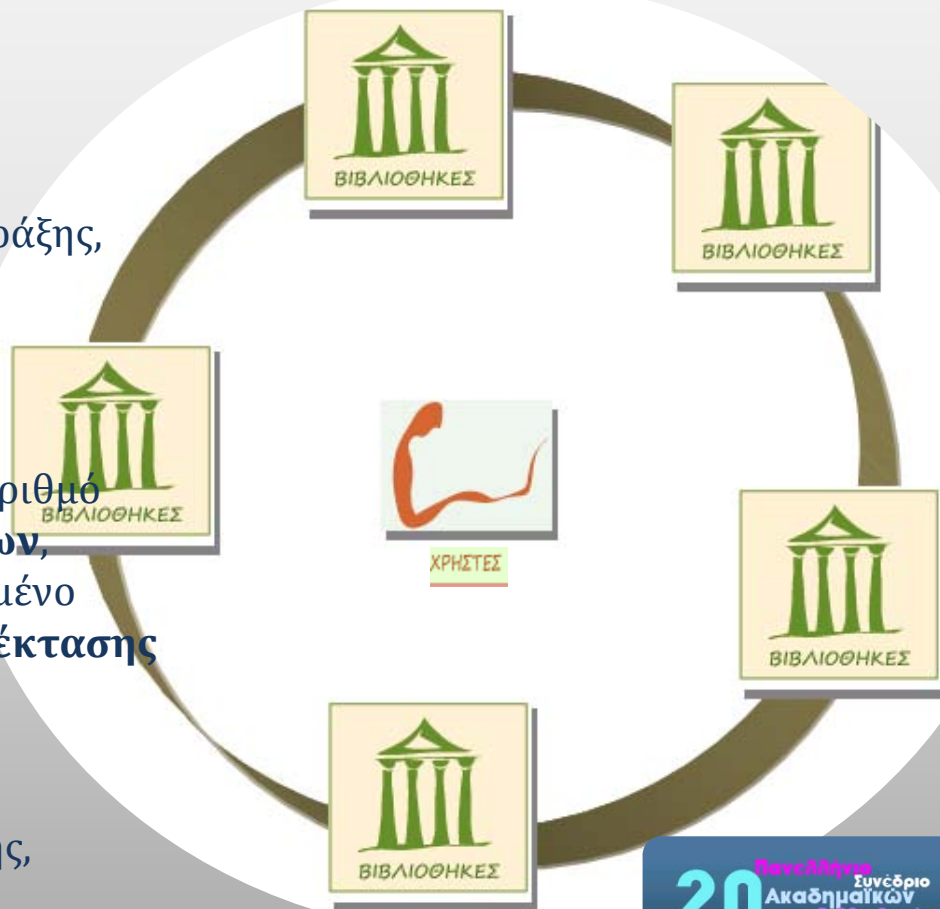 ΒΙΒΛΙΟΘΗΚΕΣ
ΒΙΒΛΙΟΘΗΚΕΣ
ράξης,
ΒΙΒΛΙΟΘΗΚΕΣ
ριθμό
ων,
μένο
έκτασης
ΧΡΗΣΤΕΣ
ΒΙΒΛΙΟΘΗΚΕΣ
ΒΙΒΛΙΟΘΗΚΕΣ
ης,
20 Πανελλήνιο
Συνέδριο
Ακαδημαϊκών